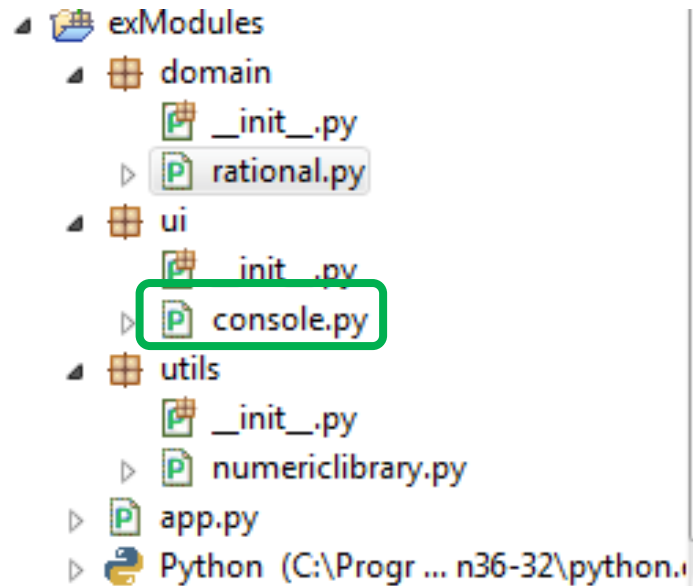 exModules
domain
__init__.py
rational.py
ui
__init__.py
console.py
utils
__init__.py
numericlibrary.py
app.py
Python (C:\Progr ... n36-32\python.